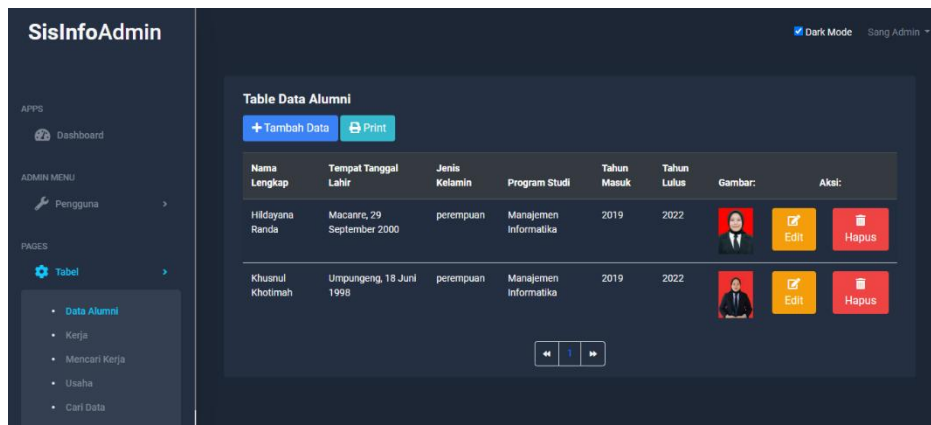 SisInfoAdmin
Dark Mode
Sang Admin
APPS
Dashboard
ADMIN MENU
Pengguna
PAGES
Tabel
Data Alumni
Kerja
Mencari Kerja
Usaha
Cari Data
Table Data Alumni
+ Tambah Data
Print
Nama Lengkap
Tempat Tanggal Lahir
Jenis Kelamin
Program Studi
Tahun Masuk
Tahun Lulus
Gambar:
Aksi:
Hildayana Randa
Macanre, 29 September 2000
perempuan
Manajemen Informatika
2019
2022
Edit
Hapus
Khusnul Khotimah
Umpungeng, 18 Juni 1998
perempuan
Manajemen Informatika
2019
2022
Edit
Hapus
1